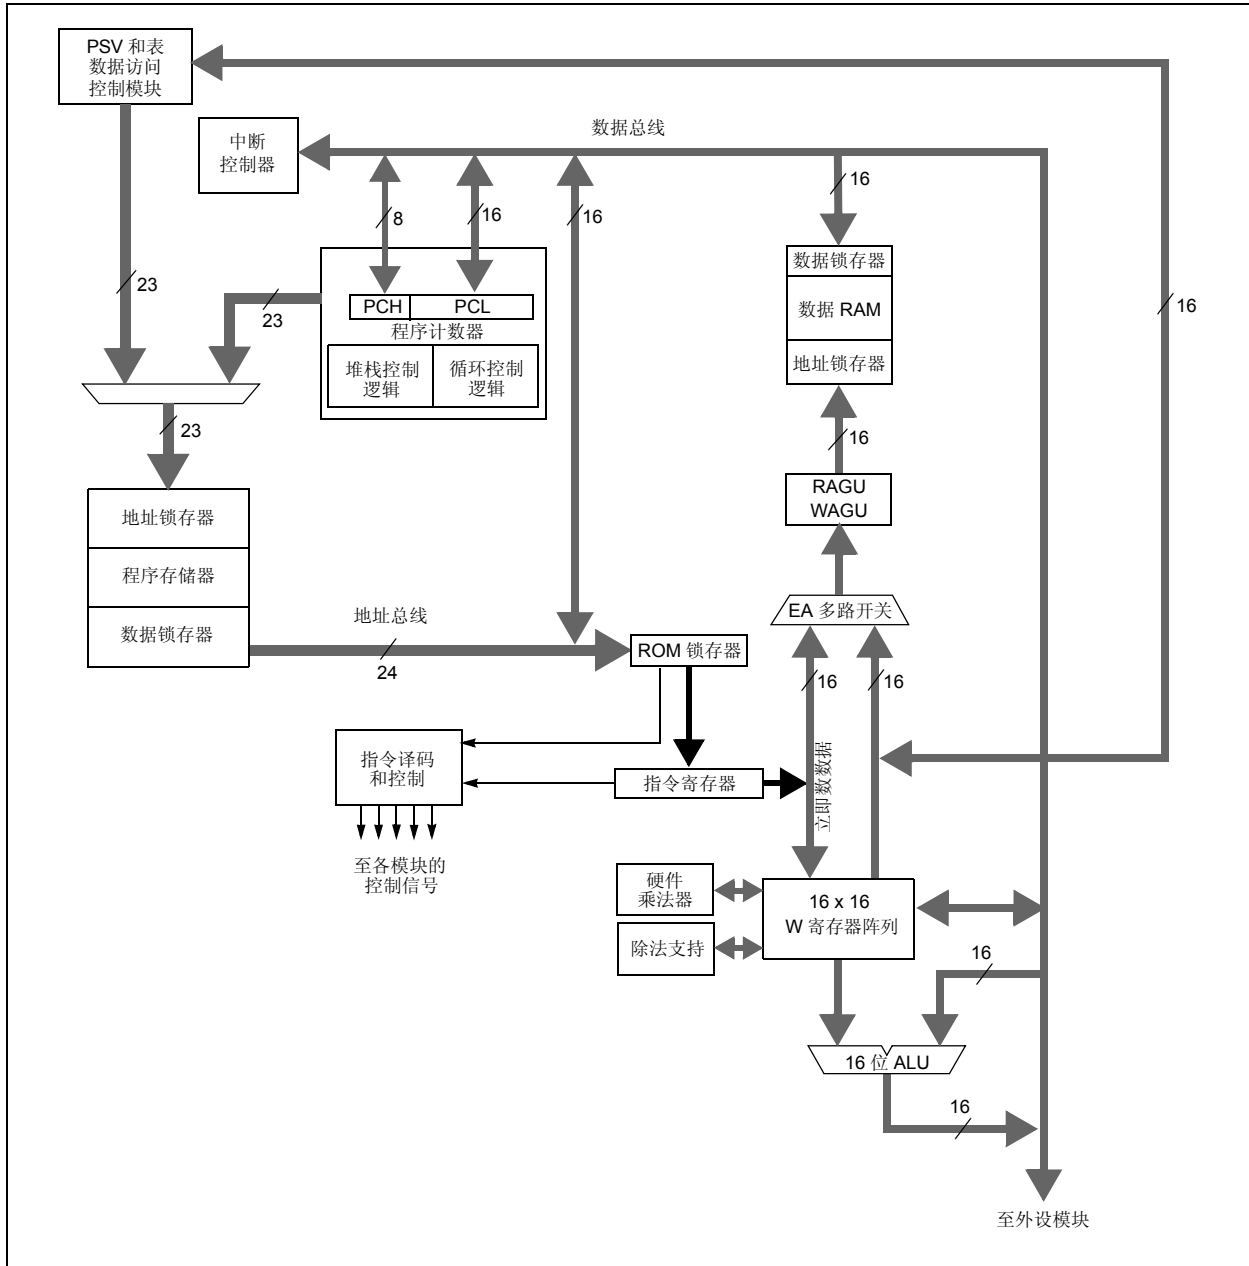 PSV 和表
数据访问
控制模块
数据总线
中断
控制器
16
8
16
16
16
数据锁存器
数据 RAM
地址锁存器
23
23
PCH
PCL
程序计数器
堆栈控制
逻辑
循环控制
逻辑
23
16
RAGU
WAGU
地址锁存器
程序存储器
数据锁存器
地址总线
24
EA 多路开关
ROM 锁存器
16
16
指令译码
和控制
指令寄存器
立即数数据
至各模块的
控制信号
硬件
乘法器
16 x 16
W 寄存器阵列
除法支持
16
16 位 ALU
16
至外设模块